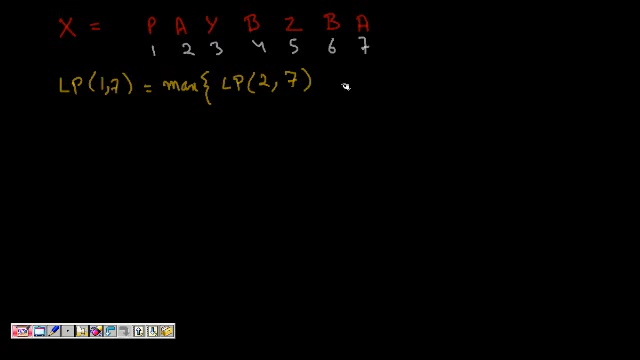 X = P A Y B Z B A
1 2 3 4 5 6 7
LP(1,7) = max{ LP(2, 7)